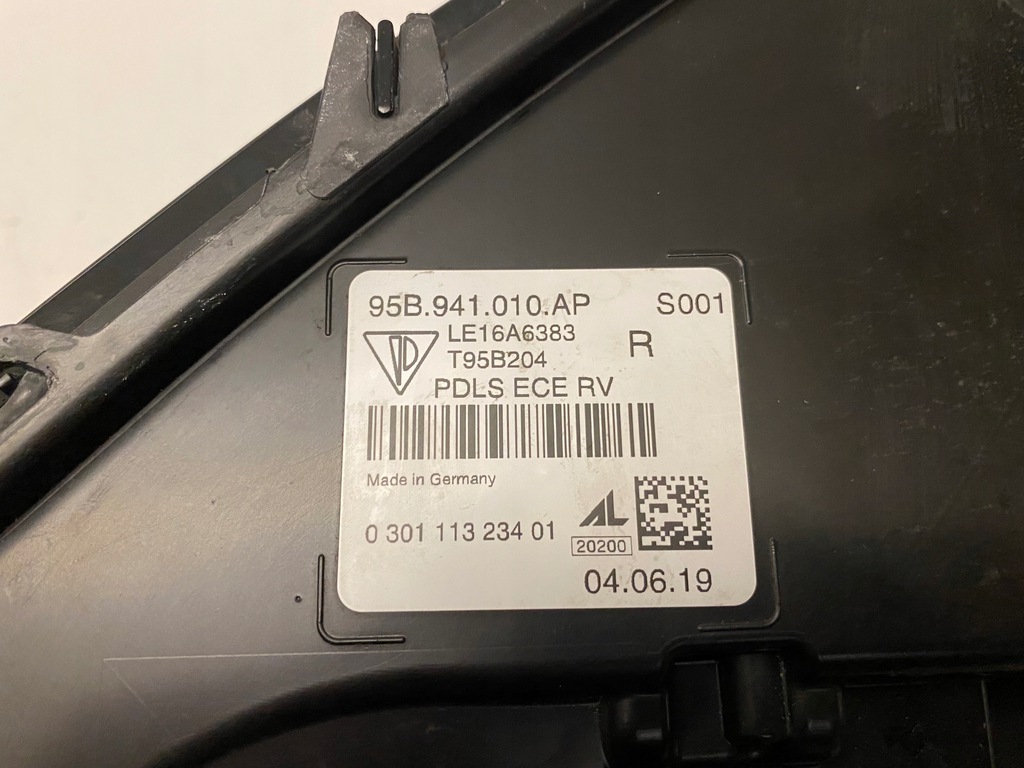 95B.941.010.AP S001
LE16A6383
T95B204 R
PDLS ECE RV
Made in Germany
0 301 113 234 01 AL
20200
04.06.19